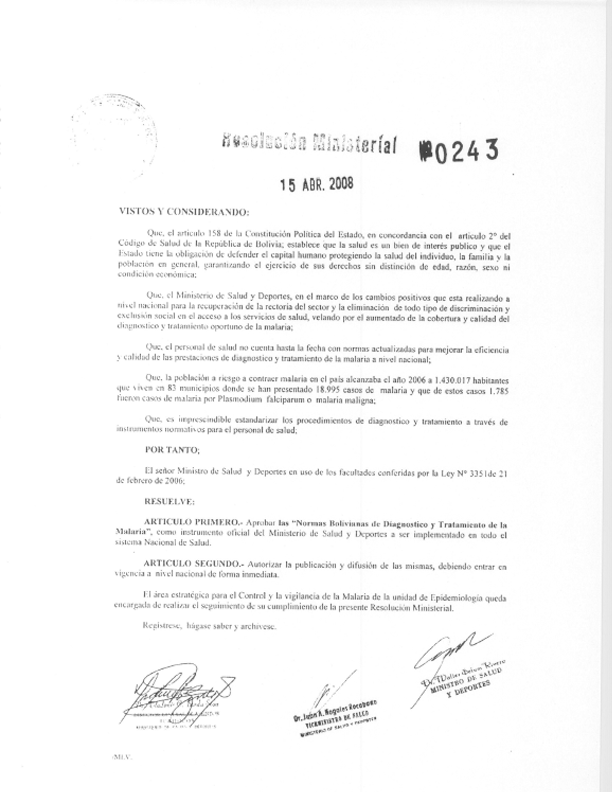 Resolución Ministerial Nº 0243
15 ABR. 2008
VISTOS Y CONSIDERANDO:
Que, el artículo 158 de la Constitución Política del Estado, en concordancia con el artículo 2º del
Código de Salud de la República de Bolivia; establece que la salud es un bien de interés publico y que el
Estado tiene la obligación de defender el capital humano protegiendo la salud del individuo, la familia y la
población en general, garantizando el ejercicio de sus derechos sin distinción de edad, razón, sexo ni
condición económica;
Que, el Ministerio de Salud y Deportes, en el marco de los cambios positivos que esta realizando a
nivel nacional para la recuperación de la rectoria del sector y la eliminación de todo tipo de discriminación y
exclusión social en el acceso a los servicios de salud, velando por el aumentado de la cobertura y calidad del
diagnostico y tratamiento oportuno de la malaria;
Que, el personal de salud no cuenta hasta la fecha con normas actualizadas para mejorar la eficiencia
y calidad de las prestaciones de diagnostico y tratamiento de la malaria a nivel nacional;
Que, la población a riesgo a contraer malaria en el país alcanzaba el año 2006 a 1.430.017 habitantes
que viven en 83 municipios donde se han presentado 18.995 casos de malaria y que de estos casos 1.785
fueron casos de malaria por Plasmodium falciparum o malaria maligna;
Que, es imprescindible estandarizar los procedimientos de diagnostico y tratamiento a través de
instrumentos normativos para el personal de salud;
POR TANTO;
El señor Ministro de Salud y Deportes en uso de los facultades conferidas por la Ley Nº 3351de 21
de febrero de 2006;
RESUELVE:
ARTICULO PRIMERO.- Aprobar las "Normas Bolivianas de Diagnostico y Tratamiento de la
Malaria", como instrumento oficial del Ministerio de Salud y Deportes a ser implementado en todo el
sistema Nacional de Salud.
ARTICULO SEGUNDO.- Autorizar la publicación y difusión de las mismas, debiendo entrar en
vigencia a nivel nacional de forma inmediata.
El área estratégica para el Control y la vigilancia de la Malaria de la unidad de Epidemiología queda
encargada de realizar el seguimiento de su cumplimiento de la presente Resolución Ministerial.
Regístrese, hágase saber y archívese.
Dr. Walter
MINISTRO DE SALUD
Y DEPORTES
Dr. Juan A. Nogales Rocabado
VICEMINISTRO DE SALUD
MINISTERIO DE SALUD Y DEPORTES